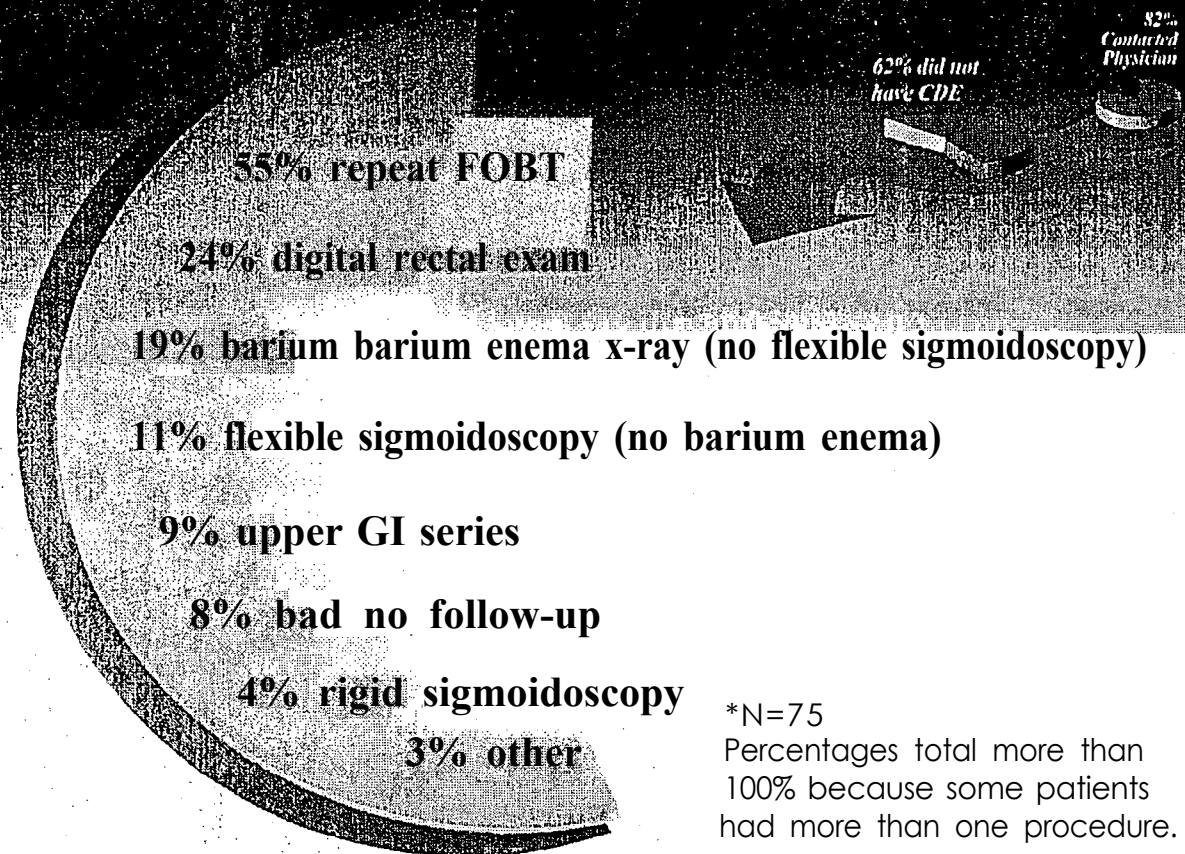 82%
Contacted
Physician
62% did not
have CDE
55% repeat FOBT
24% digital rectal exam
19% barium barium enema x-ray (no flexible sigmoidoscopy)
11% flexible sigmoidoscopy (no barium enema)
9% upper GI series
8% bad no follow-up
4% rigid sigmoidoscopy
3% other
*N=75
Percentages total more than
100% because some patients
had more than one procedure.